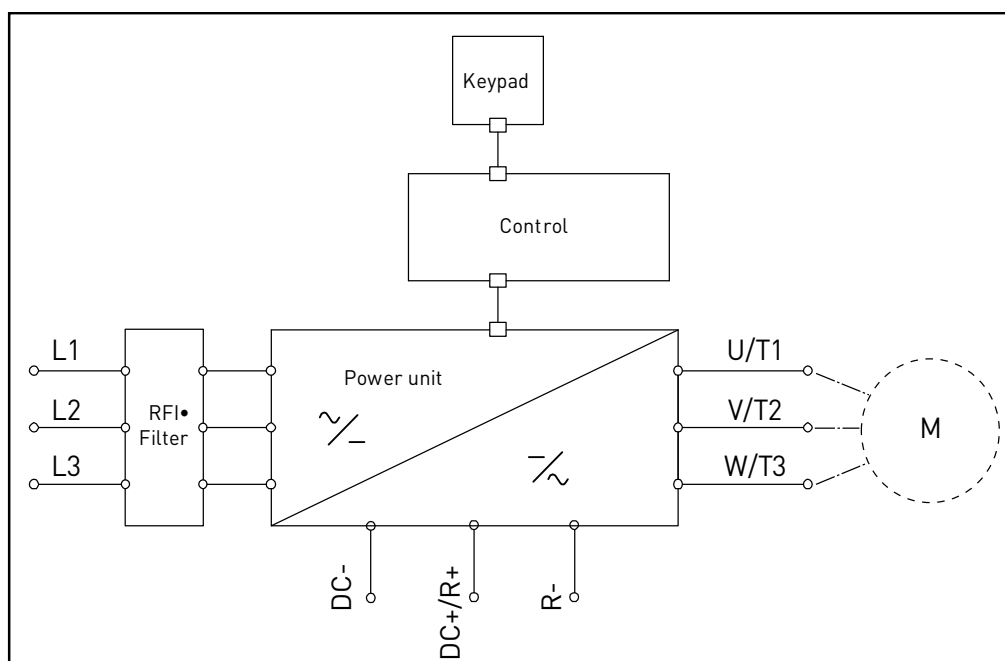 Keypad
Control
L1
L2
L3
RFI•
Filter
Power unit
U/T1
V/T2
W/T3
M
DC-
DC+/R+
R-